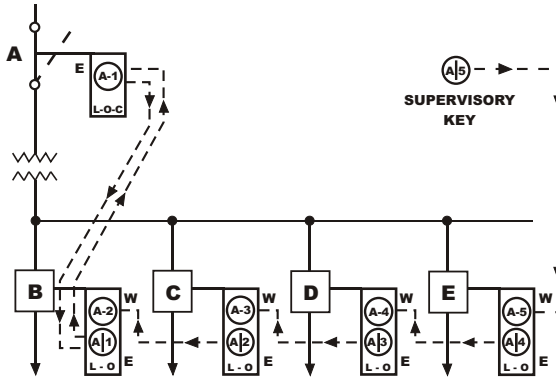 A
E
A-1
L-O-C
A|5
SUPERVISORY
KEY
B
A-2
W
A|1
L - O
E
C
A-3
W
A|2
L - O
E
D
A-4
W
A|3
L - O
E
E
A-5
W
A|4
L - O
E